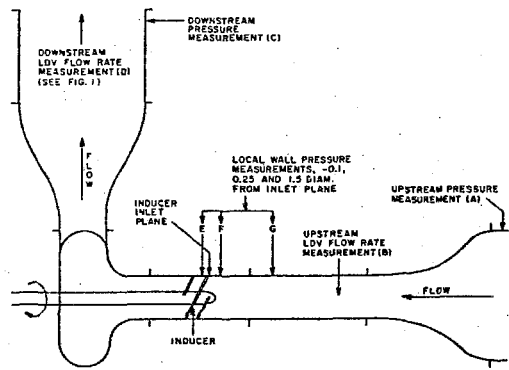 DOWNSTREAM
PRESSURE
MEASUREMENT (C)
DOWNSTREAM
LDV FLOW RATE
MEASUREMENT (D)
(SEE FIG. 1)
FLOW
LOCAL WALL PRESSURE
MEASUREMENTS, -0.1,
0.25 AND 1.5 DIAM.
FROM INLET PLANE
UPSTREAM PRESSURE
MEASUREMENT (A)
INDUCER
INLET
PLANE
E F G
UPSTREAM
LDV FLOW RATE
MEASUREMENT (B)
FLOW
INDUCER